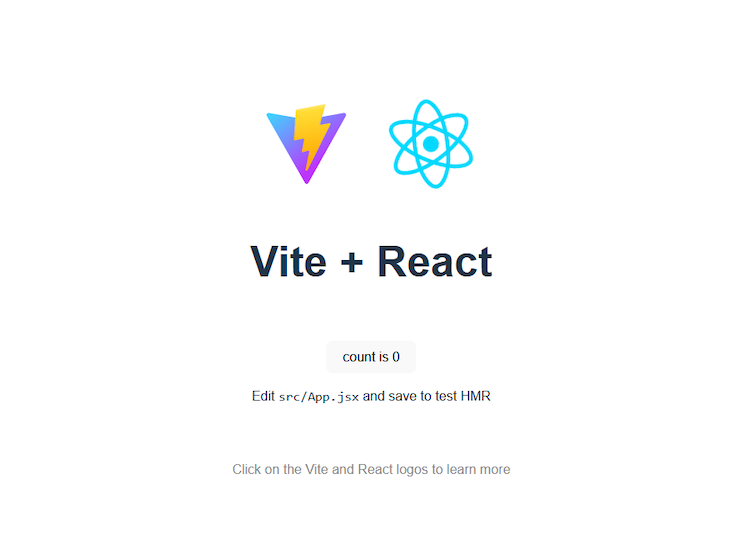 Vite + React
count is 0
Edit src/App.jsx and save to test HMR
Click on the Vite and React logos to learn more